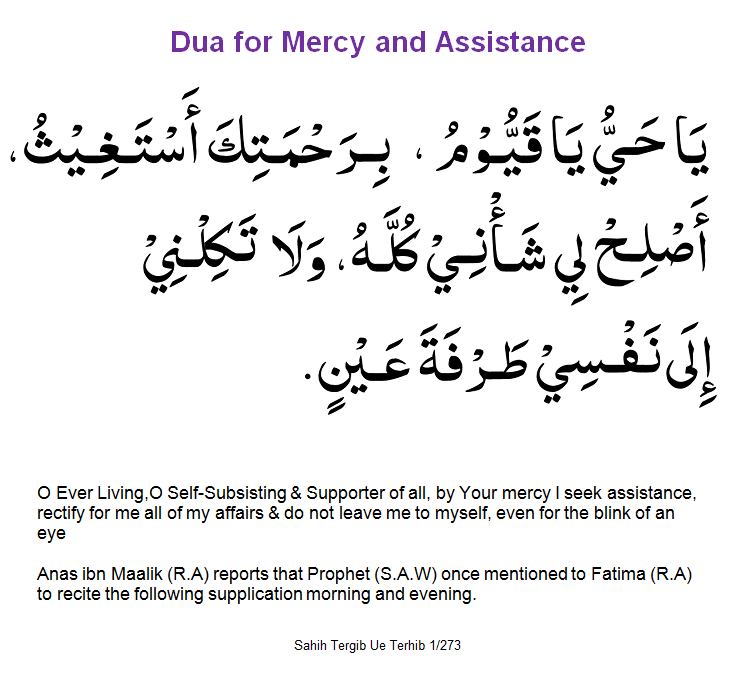 Dua for Mercy and Assistance
يَا حَيُّ يَا قَيُّوْمُ ، بِرَحْمَتِكَ أَسْتَغِيْثُ،
أَصْلِحْ لِي شَأْنِيْ كُلَّهُ، وَلَا تَكِلْنِيْ
إِلَى نَفْسِيْ طَرْفَةَ عَيْنٍ.
O Ever Living,O Self-Subsisting & Supporter of all, by Your mercy I seek assistance,
rectify for me all of my affairs & do not leave me to myself, even for the blink of an
eye
Anas ibn Maalik (R.A) reports that Prophet (S.A.W) once mentioned to Fatima (R.A)
to recite the following supplication morning and evening.
Sahih Tergib Ue Terhib 1/273